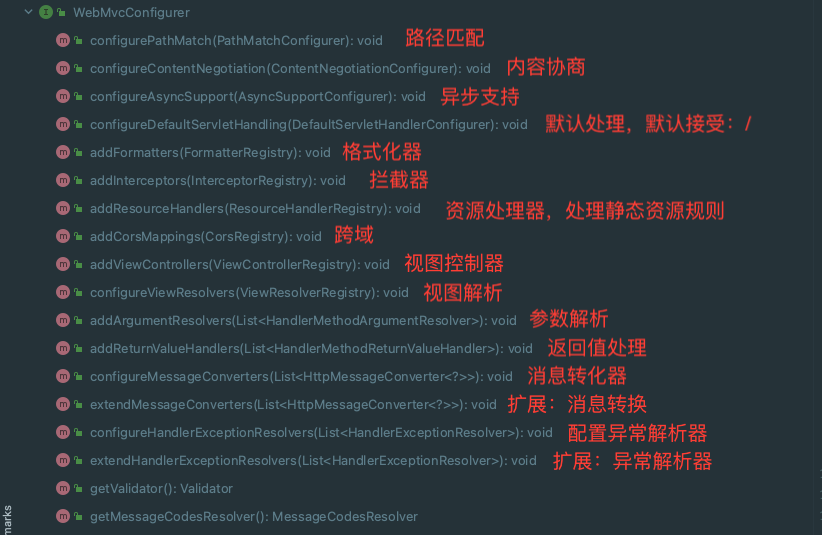 WebMvcConfigurer
configurePathMatch(PathMatchConfigurer): void 路径匹配
configureContentNegotiation(ContentNegotiationConfigurer): void 内容协商
configureAsyncSupport(AsyncSupportConfigurer): void 异步支持
configureDefaultServletHandling(DefaultServletHandlerConfigurer): void 默认处理，默认接受：/
addFormatters(FormatterRegistry): void 格式化器
addInterceptors(InterceptorRegistry): void 拦截器
addResourceHandlers(ResourceHandlerRegistry): void 资源处理器，处理静态资源规则
addCorsMappings(CorsRegistry): void 跨域
addViewControllers(ViewControllerRegistry): void 视图控制器
configureViewResolvers(ViewResolverRegistry): void 视图解析
addArgumentResolvers(List<HandlerMethodArgumentResolver>): void 参数解析
addReturnValueHandlers(List<HandlerMethodReturnValueHandler>): void 返回值处理
configureMessageConverters(List<HttpMessageConverter<?>>): void 消息转化器
extendMessageConverters(List<HttpMessageConverter<?>>): void 扩展：消息转换
configureHandlerExceptionResolvers(List<HandlerExceptionResolver>): void 配置异常解析器
extendHandlerExceptionResolvers(List<HandlerExceptionResolver>): void 扩展：异常解析器
getValidator(): Validator
getMessageCodesResolver(): MessageCodesResolver
marks